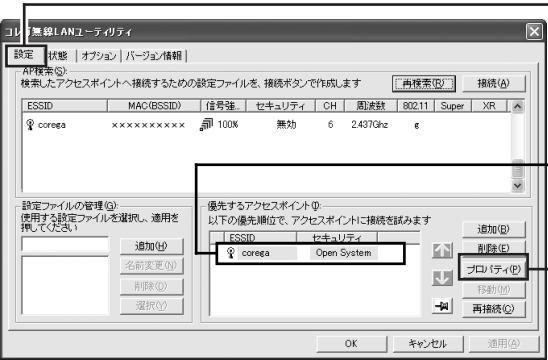 コレガ無線LANユーティリティ
設定 状態 オプション バージョン情報
AP検索(S):
検索したアクセスポイントへ接続するための設定ファイルを、接続ボタンで作成します 再検索(R) 接続(A)
ESSID MAC(BSSID) 信号強.. セキュリティ CH 周波数 802.11 Super XR
corega ×××××××××× 100% 無効 6 2.437Ghz g
設定ファイルの管理(G):
使用する設定ファイルを選択し、適用を
押してください
追加(H)
名前変更(N)
削除(D)
選択(Y)
優先するアクセスポイント(I):
以下の優先順位で、アクセスポイントに接続を試みます
ESSID セキュリティ
corega Open System
追加(B)
削除(E)
プロパティ(P)
移動(M)
再接続(C)
OK キャンセル 適用(A)